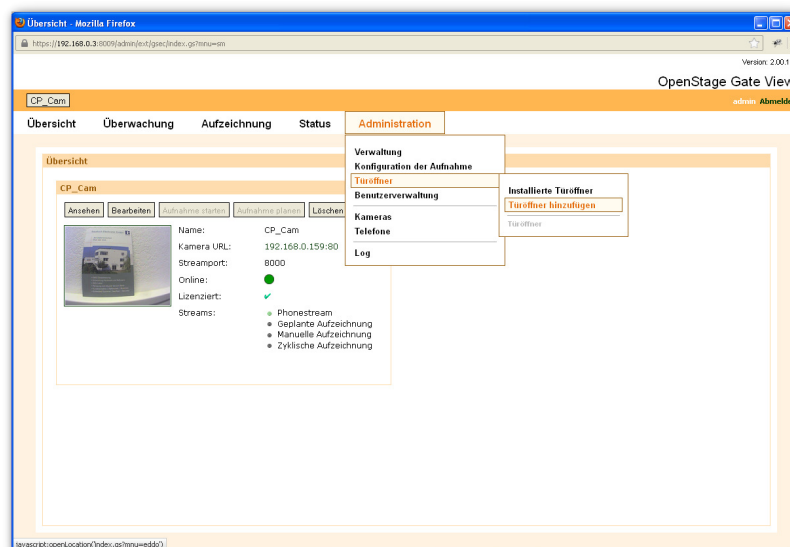 Übersicht - Mozilla Firefox
https://192.168.0.3:8009/admin/ext/gsec/index.gs?mnu=sm
Version: 2.00.1
OpenStage Gate View
CP_Cam
admin Abmelde
Übersicht Überwachung Aufzeichnung Status Administration
Verwaltung
Konfiguration der Aufnahme
Türöffner
Benutzerverwaltung
Kameras
Telefone
Log
Installierte Türöffner
Türöffner hinzufügen
Türöffner
Übersicht
CP_Cam
Ansehen Bearbeiten Aufnahme starten Aufnahme planen Löschen
Name: CP_Cam
Kamera URL: 192.168.0.159:80
Streamport: 8000
Online:
Lizenziert:
Streams: Phonestream
Geplante Aufzeichnung
Manuelle Aufzeichnung
Zyklische Aufzeichnung
javascript:openLocation('index.gs?mnu=eddo')